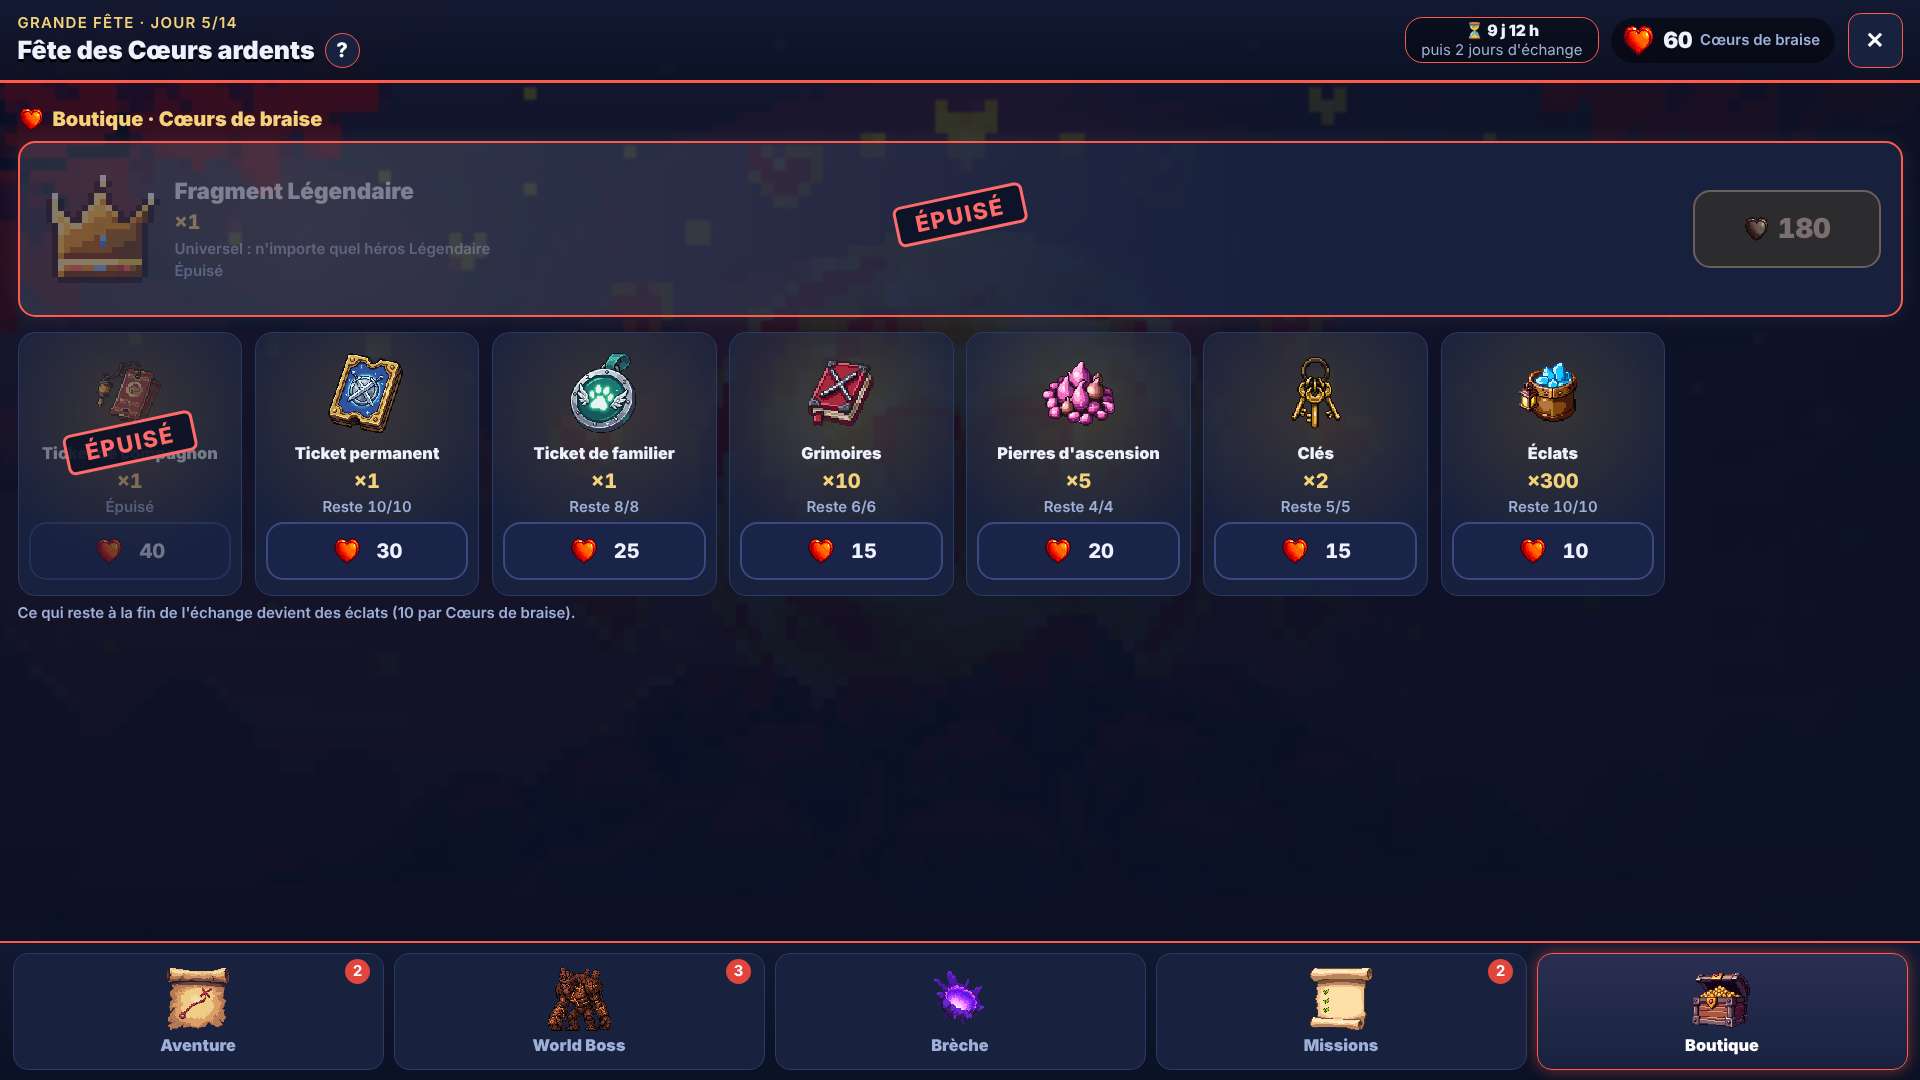 GRANDE FÊTE · JOUR 5/14
Fête des Cœurs ardents ?
⏳ 9 j 12 h
puis 2 jours d'échange
60 Cœurs de braise
✕
Boutique · Cœurs de braise
Fragment Légendaire
×1
Universel : n'importe quel héros Légendaire
Épuisé
ÉPUISÉ
180
ÉPUISÉ
×1
Épuisé
40
Ticket permanent
×1
Reste 10/10
30
Ticket de familier
×1
Reste 8/8
25
Grimoires
×10
Reste 6/6
15
Pierres d'ascension
×5
Reste 4/4
20
Clés
×2
Reste 5/5
15
Éclats
×300
Reste 10/10
10
Ce qui reste à la fin de l'échange devient des éclats (10 par Cœurs de braise).
2
Aventure
3
World Boss
Brèche
2
Missions
Boutique